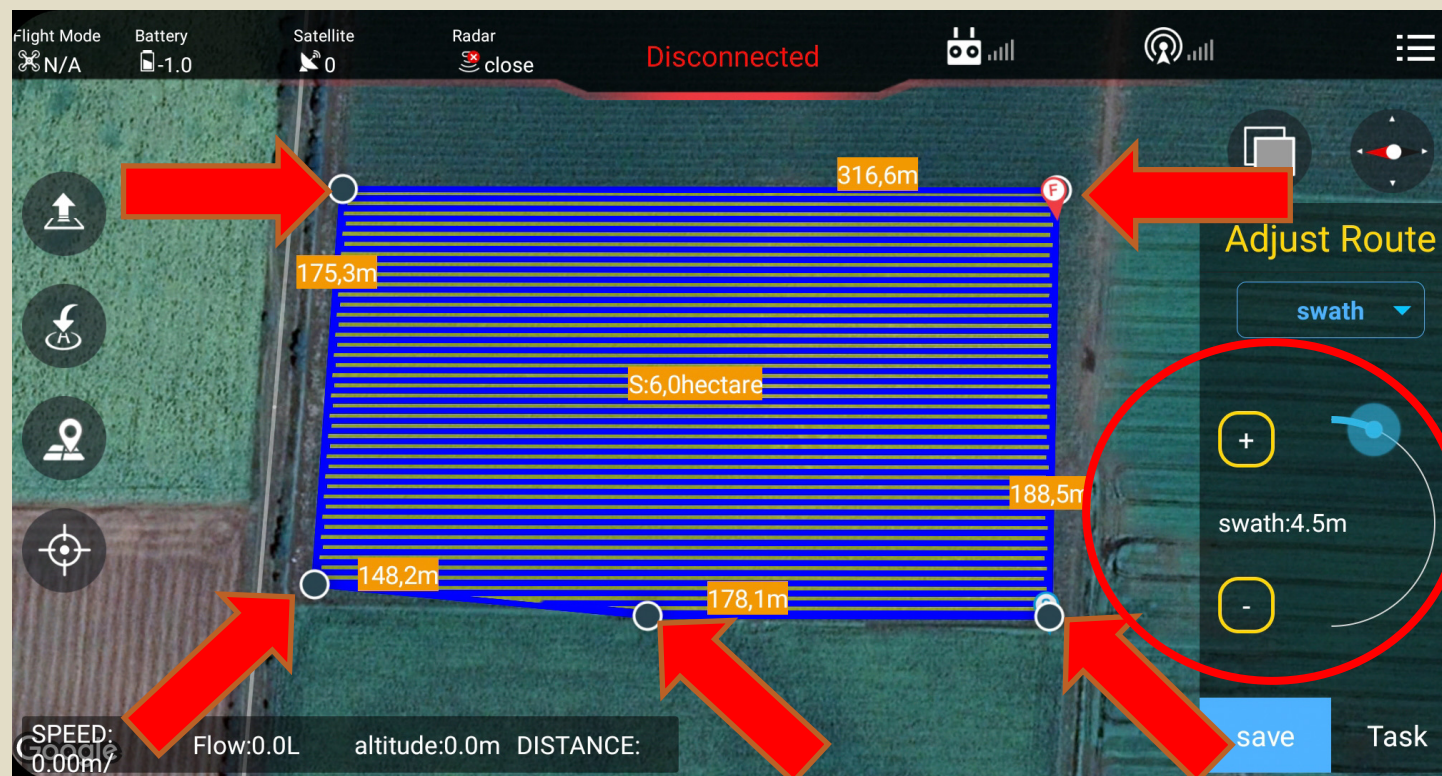 Flight Mode
N/A
Battery
-1.0
Satellite
0
Radar
close
Disconnected
316,6m
F
Adjust Route
175,3m
swath
A
S:6,0hectare
+
188,5m
swath:4.5m
148,2m
178,1m
-
SPEED:
0.00m/
Google
Flow:0.0L
altitude:0.0m
DISTANCE:
save
Task